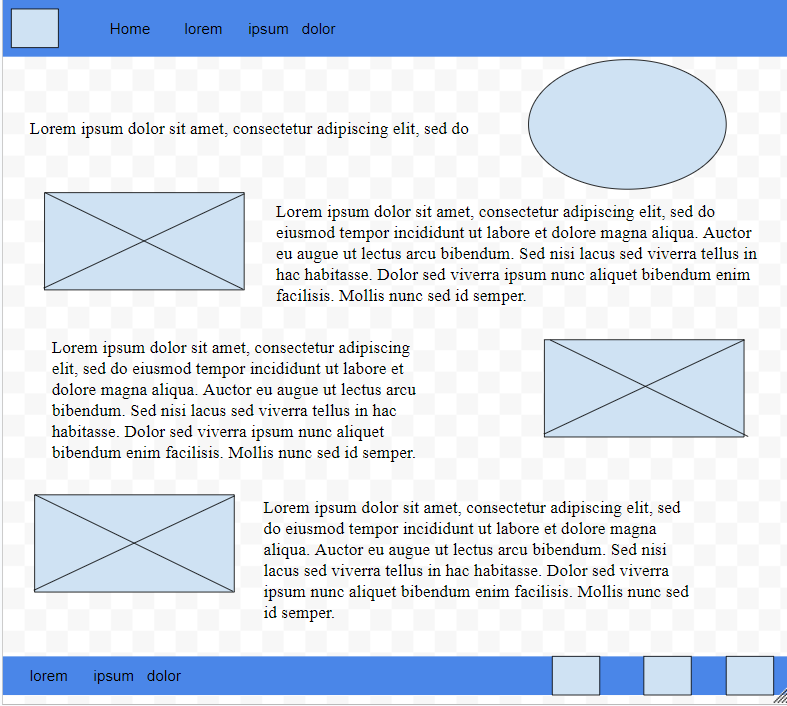 Home lorem ipsum dolor
Lorem ipsum dolor sit amet, consectetur adipiscing elit, sed do
Lorem ipsum dolor sit amet, consectetur adipiscing elit, sed do
eiusmod tempor incididunt ut labore et dolore magna aliqua. Auctor
eu augue ut lectus arcu bibendum. Sed nisi lacus sed viverra tellus in
hac habitasse. Dolor sed viverra ipsum nunc aliquet bibendum enim
facilisis. Mollis nunc sed id semper.
Lorem ipsum dolor sit amet, consectetur adipiscing
elit, sed do eiusmod tempor incididunt ut labore et
dolore magna aliqua. Auctor eu augue ut lectus arcu
bibendum. Sed nisi lacus sed viverra tellus in hac
habitasse. Dolor sed viverra ipsum nunc aliquet
bibendum enim facilisis. Mollis nunc sed id semper.
Lorem ipsum dolor sit amet, consectetur adipiscing elit, sed
do eiusmod tempor incididunt ut labore et dolore magna
aliqua. Auctor eu augue ut lectus arcu bibendum. Sed nisi
lacus sed viverra tellus in hac habitasse. Dolor sed viverra
ipsum nunc aliquet bibendum enim facilisis. Mollis nunc sed
id semper.
lorem ipsum dolor